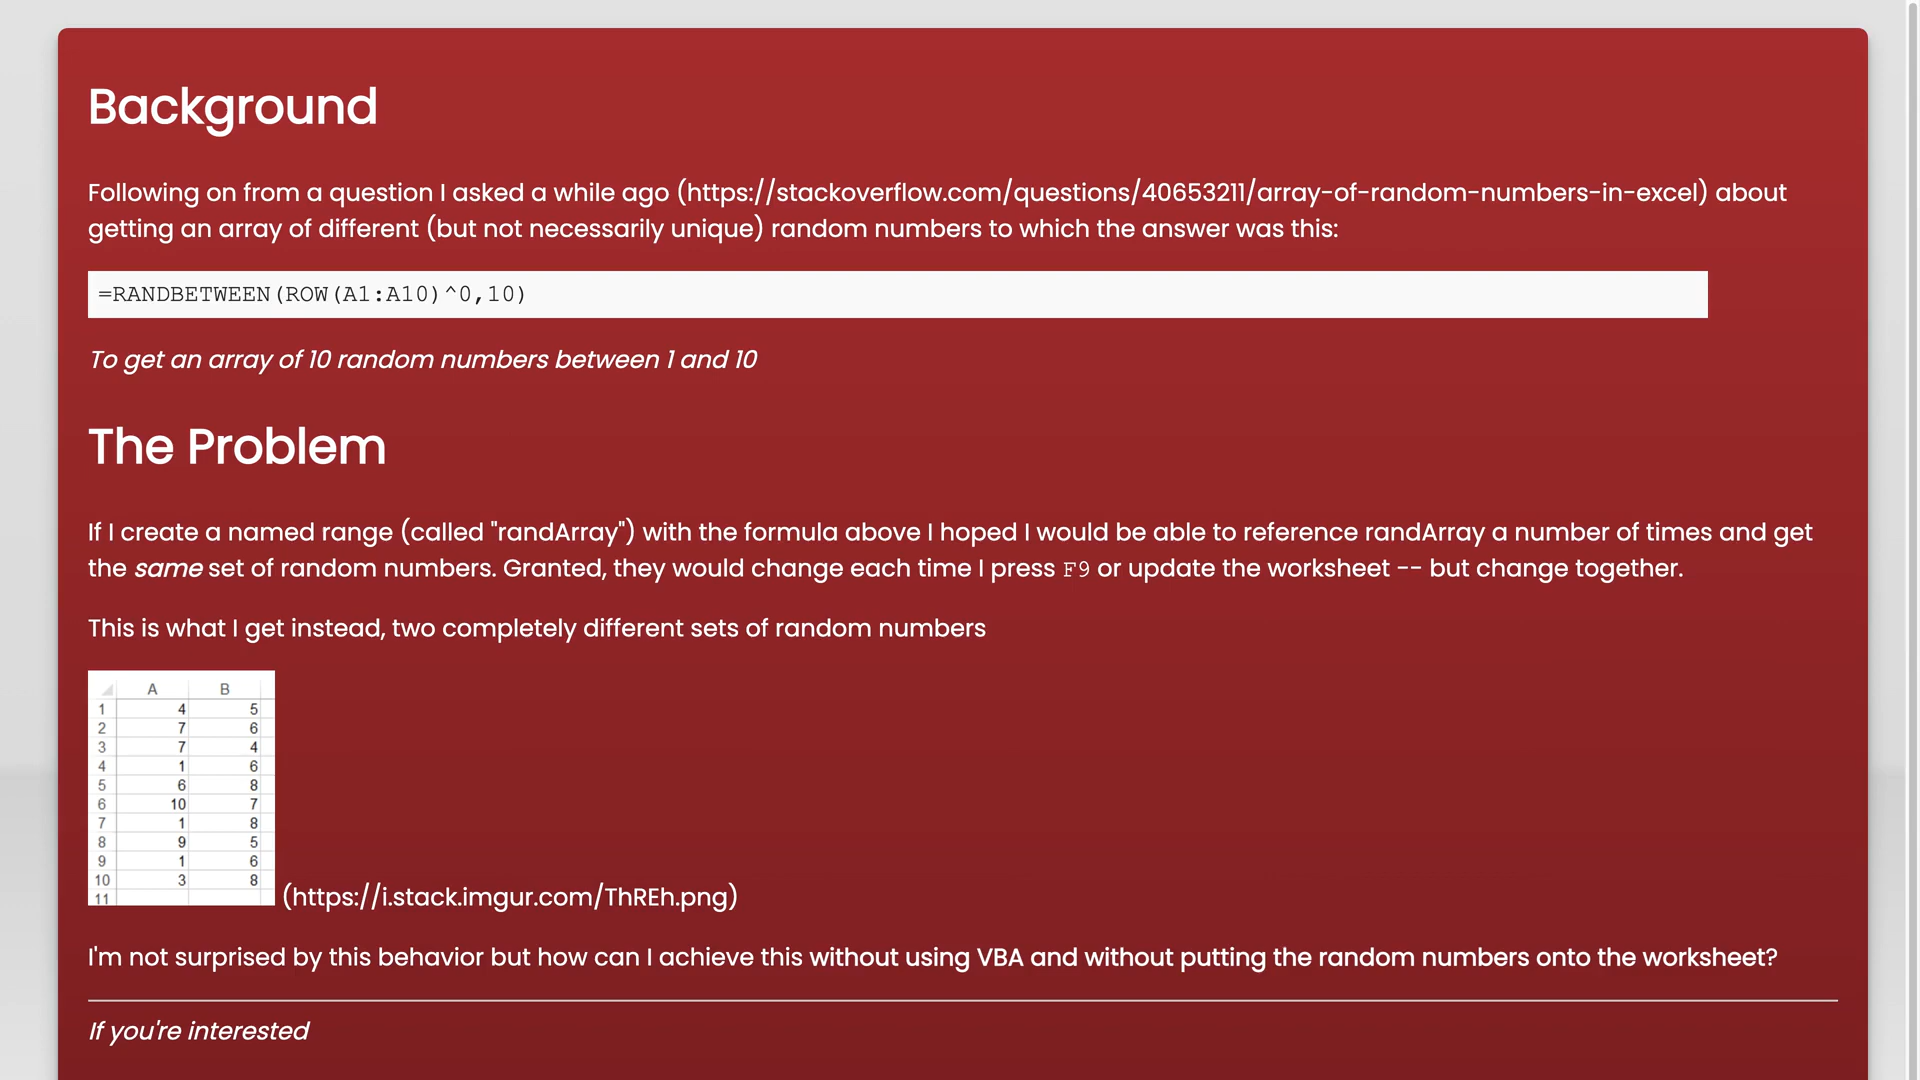 Background
Following on from a question I asked a while ago (https://stackoverflow.com/questions/40653211/array-of-random-numbers-in-excel) about
getting an array of different (but not necessarily unique) random numbers to which the answer was this:
=RANDBETWEEN(ROW(A1:A10)^0,10)
To get an array of 10 random numbers between 1 and 10
The Problem
If I create a named range (called "randArray") with the formula above I hoped I would be able to reference randArray a number of times and get
the same set of random numbers. Granted, they would change each time I press F9 or update the worksheet -- but change together.
This is what I get instead, two completely different sets of random numbers
A B
1 4 5
2 7 6
3 7 4
4 1 6
5 6 8
6 10 7
7 1 8
8 9 5
9 1 6
10 3 8
11
(https://i.stack.imgur.com/ThREh.png)
I'm not surprised by this behavior but how can I achieve this without using VBA and without putting the random numbers onto the worksheet?
If you're interested